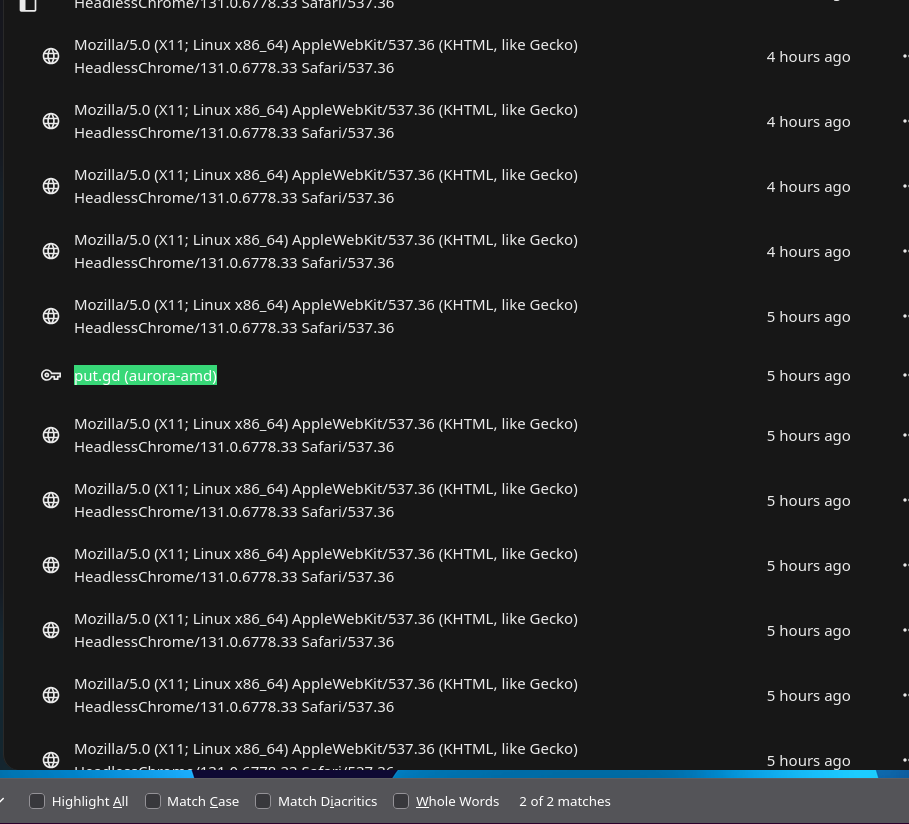 HeadlessChrome/131.0.6778.33 Safari/537.36
Mozilla/5.0 (X11; Linux x86_64) AppleWebKit/537.36 (KHTML, like Gecko)
HeadlessChrome/131.0.6778.33 Safari/537.36
4 hours ago
Mozilla/5.0 (X11; Linux x86_64) AppleWebKit/537.36 (KHTML, like Gecko)
HeadlessChrome/131.0.6778.33 Safari/537.36
4 hours ago
Mozilla/5.0 (X11; Linux x86_64) AppleWebKit/537.36 (KHTML, like Gecko)
HeadlessChrome/131.0.6778.33 Safari/537.36
4 hours ago
Mozilla/5.0 (X11; Linux x86_64) AppleWebKit/537.36 (KHTML, like Gecko)
HeadlessChrome/131.0.6778.33 Safari/537.36
4 hours ago
Mozilla/5.0 (X11; Linux x86_64) AppleWebKit/537.36 (KHTML, like Gecko)
HeadlessChrome/131.0.6778.33 Safari/537.36
5 hours ago
put.gd (aurora-amd)
5 hours ago
Mozilla/5.0 (X11; Linux x86_64) AppleWebKit/537.36 (KHTML, like Gecko)
HeadlessChrome/131.0.6778.33 Safari/537.36
5 hours ago
Mozilla/5.0 (X11; Linux x86_64) AppleWebKit/537.36 (KHTML, like Gecko)
HeadlessChrome/131.0.6778.33 Safari/537.36
5 hours ago
Mozilla/5.0 (X11; Linux x86_64) AppleWebKit/537.36 (KHTML, like Gecko)
HeadlessChrome/131.0.6778.33 Safari/537.36
5 hours ago
Mozilla/5.0 (X11; Linux x86_64) AppleWebKit/537.36 (KHTML, like Gecko)
HeadlessChrome/131.0.6778.33 Safari/537.36
5 hours ago
Mozilla/5.0 (X11; Linux x86_64) AppleWebKit/537.36 (KHTML, like Gecko)
HeadlessChrome/131.0.6778.33 Safari/537.36
5 hours ago
Mozilla/5.0 (X11; Linux x86_64) AppleWebKit/537.36 (KHTML, like Gecko)
HeadlessChrome/131.0.6778.33 Safari/537.36
5 hours ago
Highlight All Match Case Match Diacritics Whole Words 2 of 2 matches